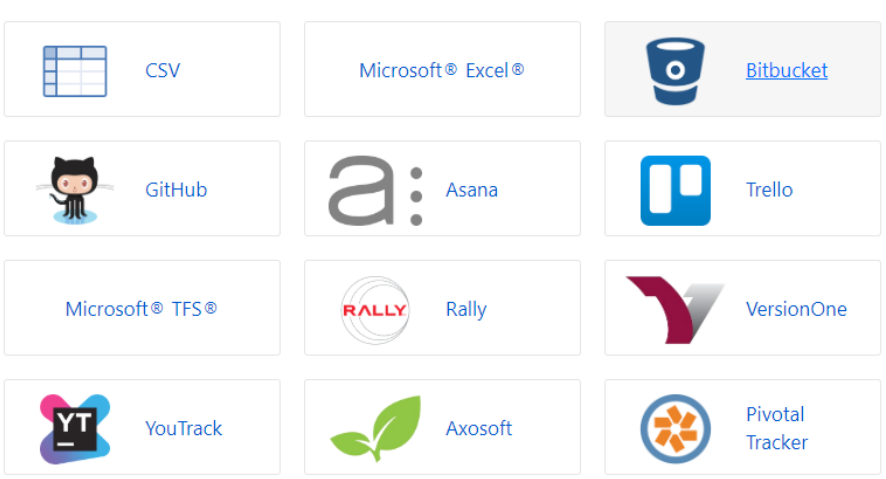 CSV
Microsoft® Excel®
Bitbucket
GitHub
a:
Asana
Trello
Microsoft® TFS®
RALLY
Rally
V
VersionOne
YT
YouTrack
Axosoft
Pivotal
Tracker